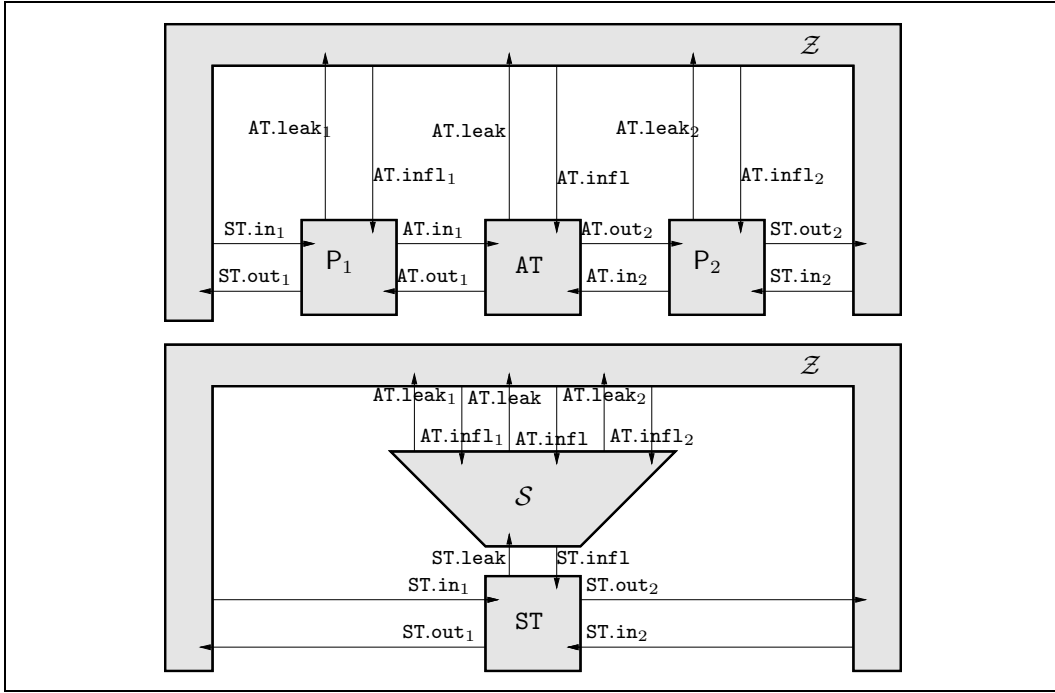 𝒵
AT.leak₁ AT.leak AT.leak₂
AT.infl₁ AT.infl AT.infl₂
ST.in₁ AT.in₁ AT.out₂ ST.out₂
P₁ AT P₂
ST.out₁ AT.out₁ AT.in₂ ST.in₂
𝒵
AT.leak₁ AT.leak AT.leak₂
AT.infl₁ AT.infl AT.infl₂
𝒮
ST.leak ST.infl
ST.in₁ ST.out₂
ST
ST.out₁ ST.in₂